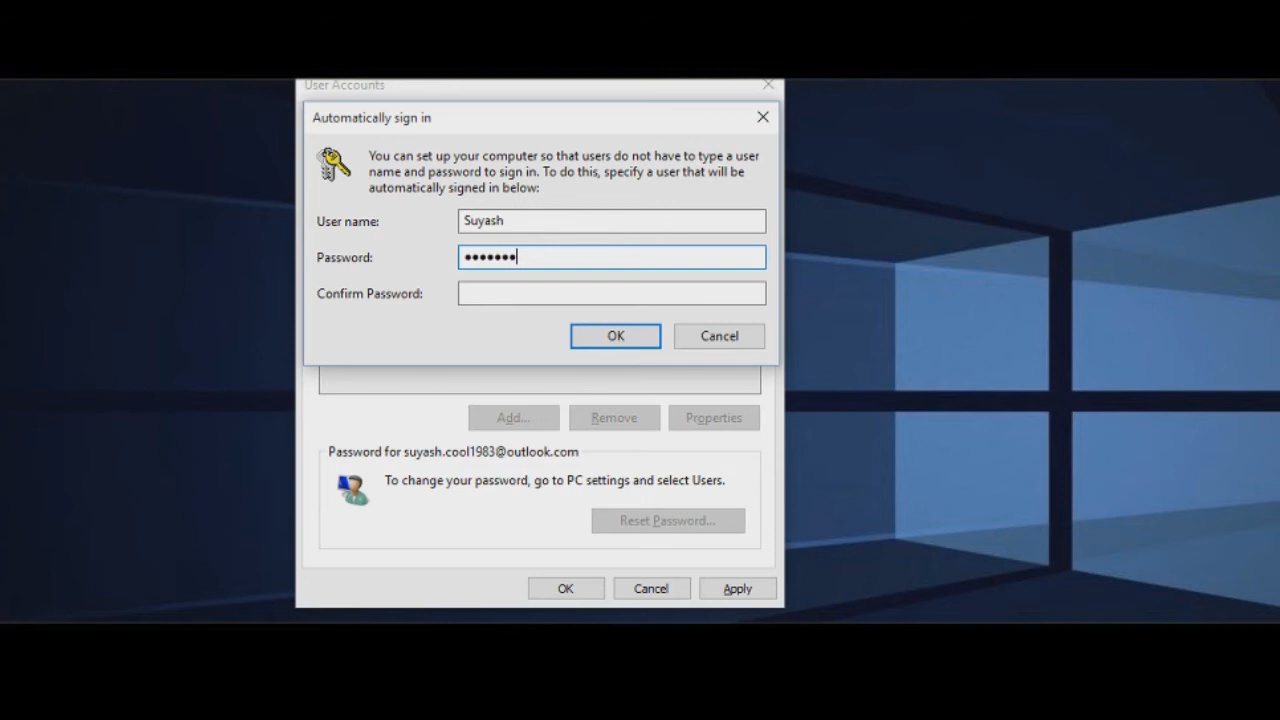 User Accounts
Automatically sign in
You can set up your computer so that users do not have to type a user
name and password to sign in. To do this, specify a user that will be
automatically signed in below:
User name:
Suyash
Password:
•••••••
Confirm Password:
OK
Cancel
Add...
Remove
Properties
Password for suyash.cool1983@outlook.com
To change your password, go to PC settings and select Users.
Reset Password...
OK
Cancel
Apply